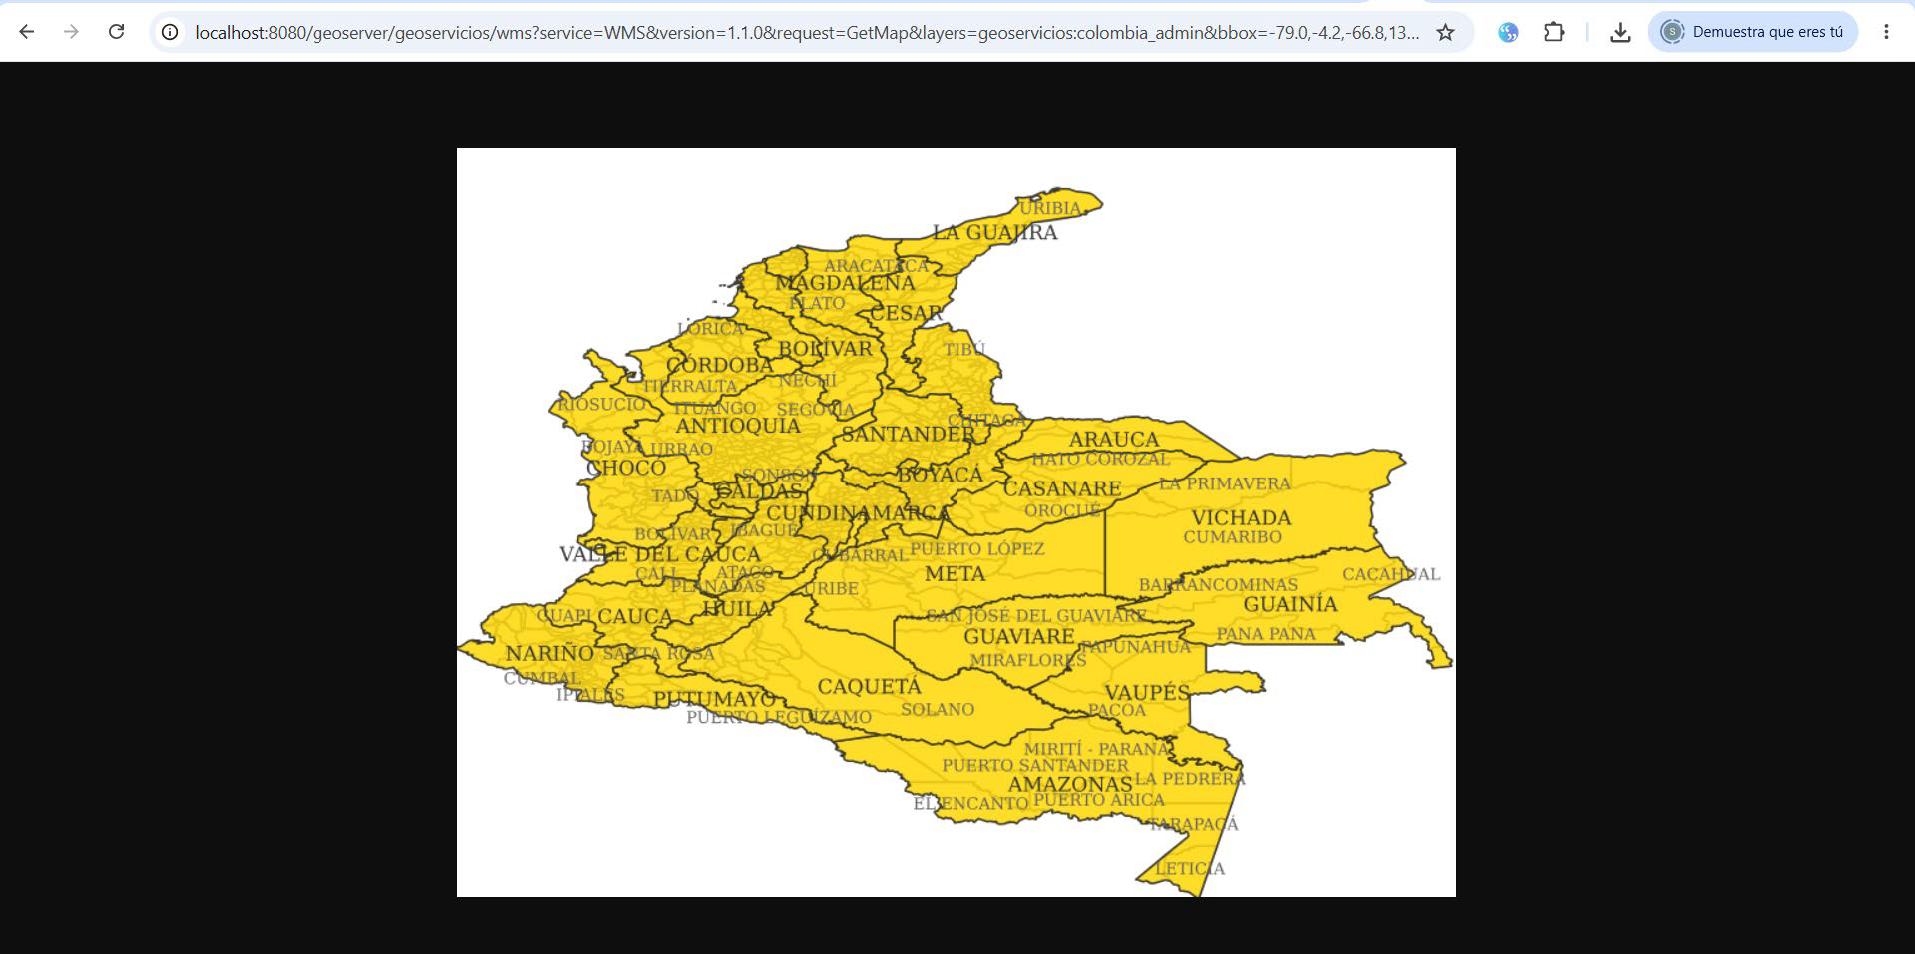 localhost:8080/geoserver/geoservicios/wms?service=WMS&version=1.1.0&request=GetMap&layers=geoservicios:colombia_admin&bbox=-79.0,-4.2,-66.8,13...
S
Demuestra que eres tú
URIBIA
LA GUAJIRA
ARACATACA
MAGDALENA
PLATO
CESAR
LORICA
BOLÍVAR
TIBÚ
CÓRDOBA
NECHÍ
TIERRALTA
RIOSUCIO
ITUANGO
SEGOVIA
CHITAGÁ
ANTIOQUIA
SANTANDER
ARAUCA
BOJAYÁ
URRAO
HATO COROZAL
CHOCÓ
SONSÓN
BOYACÁ
LA PRIMAVERA
TADÓ
CALDAS
CASANARE
OROCUÉ
CUNDINAMARCA
VICHADA
BOLÍVAR
IBAGUÉ
CUMARIBO
VALLE DEL CAUCA
CUBARRAL
PUERTO LÓPEZ
CALI
ATACO
META
CACAHUAL
PLANADAS
URIBE
BARRANCOMINAS
GUAINÍA
GUAPI
CAUCA
HUILA
SAN JOSÉ DEL GUAVIARE
GUAVIARE
PANA PANA
NARIÑO
SANTA ROSA
PAPUNAHUA
MIRAFLORES
CUMBAL
IPIALES
CAQUETÁ
VAUPÉS
PUTUMAYO
SOLANO
PACOA
PUERTO LEGUÍZAMO
MIRITÍ - PARANÁ
PUERTO SANTANDER
AMAZONAS
LA PEDRERA
EL ENCANTO
PUERTO ARICA
TARAPACÁ
LETICIA